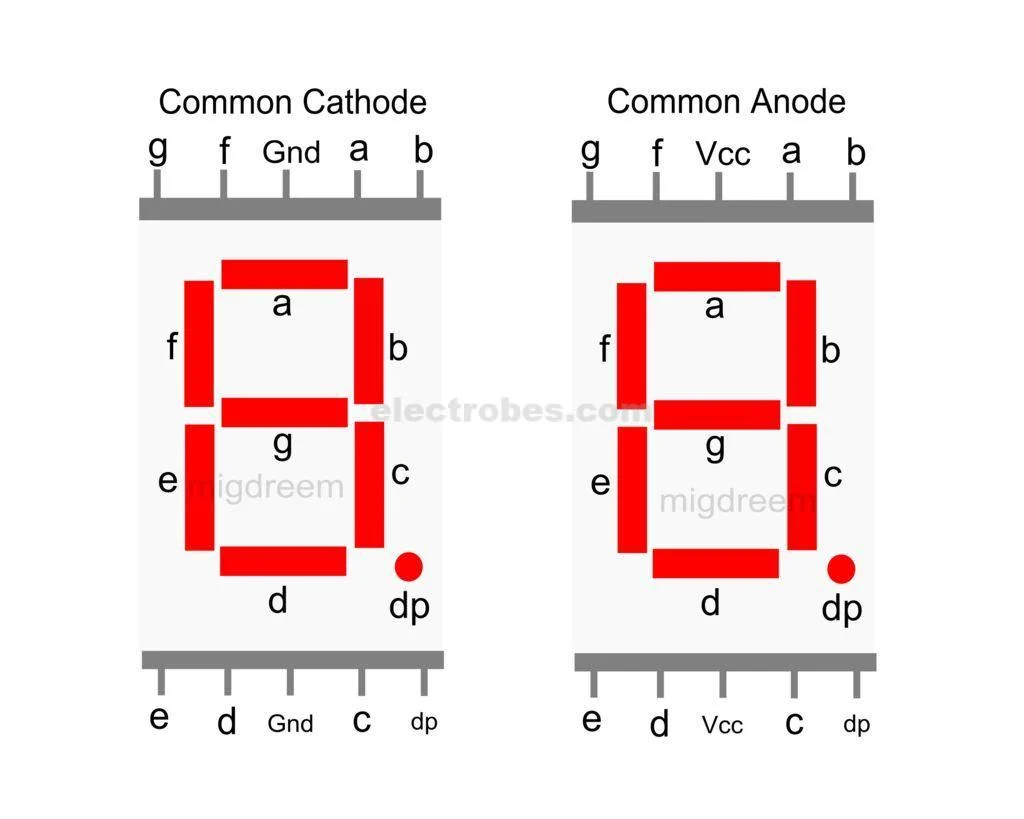 Common Cathode Common Anode
g f Gnd a b g f Vcc a b
a a
f b f b
electrobes.com
g g
e c e c
migdreem migdreem
d d
dp dp
e d Gnd c dp e d Vcc c dp